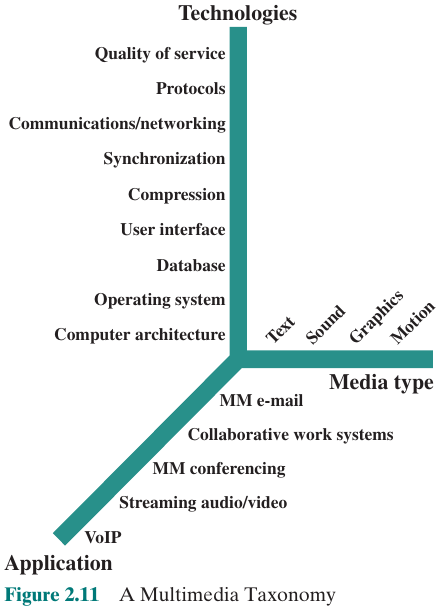 Technologies
Quality of service
Protocols
Communications/networking
Synchronization
Compression
User interface
Database
Operating system
Computer architecture
Text
Sound
Graphics
Motion
Media type
MM e-mail
Collaborative work systems
MM conferencing
Streaming audio/video
VoIP
Application
Figure 2.11 A Multimedia Taxonomy